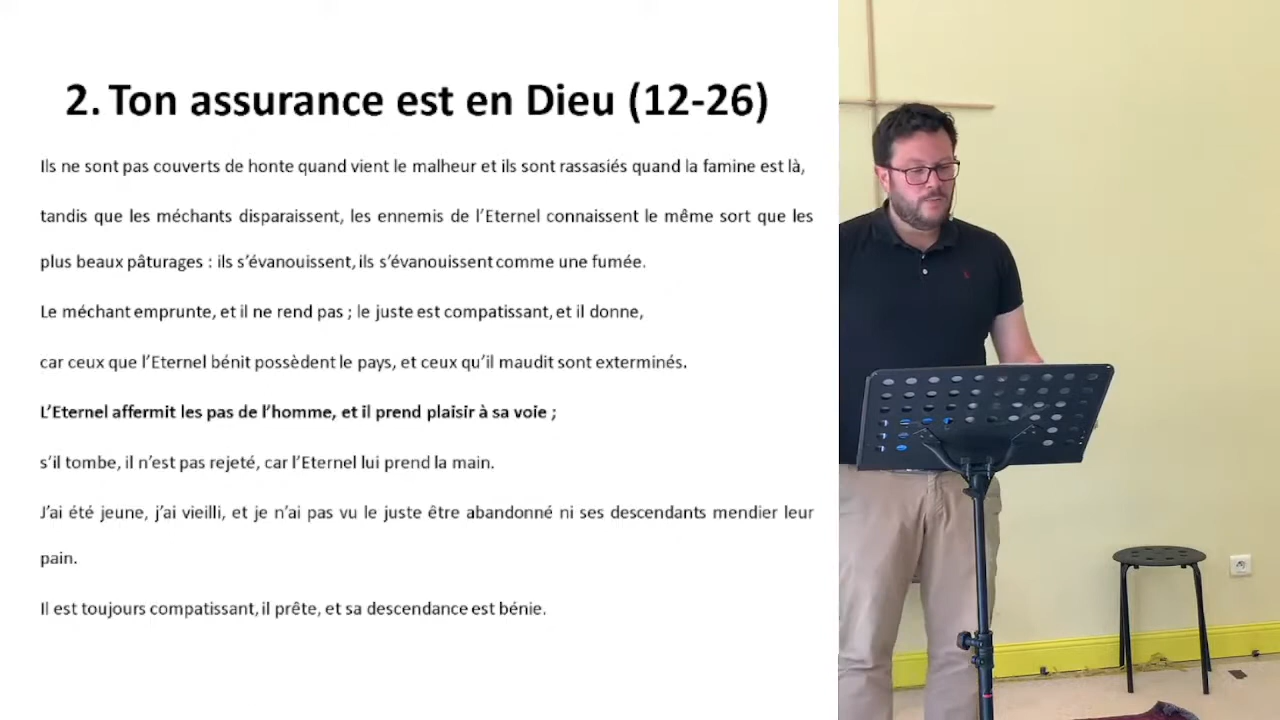 2. Ton assurance est en Dieu (12-26)
Ils ne sont pas couverts de honte quand vient le malheur et ils sont rassasiés quand la famine est là,
tandis que les méchants disparaissent, les ennemis de l’Eternel connaissent le même sort que les
plus beaux pâturages : ils s’évanouissent, ils s’évanouissent comme une fumée.
Le méchant emprunte, et il ne rend pas ; le juste est compatissant, et il donne,
car ceux que l’Eternel bénit possèdent le pays, et ceux qu’il maudit sont exterminés.
L’Eternel affermit les pas de l’homme, et il prend plaisir à sa voie ;
s’il tombe, il n’est pas rejeté, car l’Eternel lui prend la main.
J’ai été jeune, j’ai vieilli, et je n’ai pas vu le juste être abandonné ni ses descendants mendier leur
pain.
Il est toujours compatissant, il prête, et sa descendance est bénie.